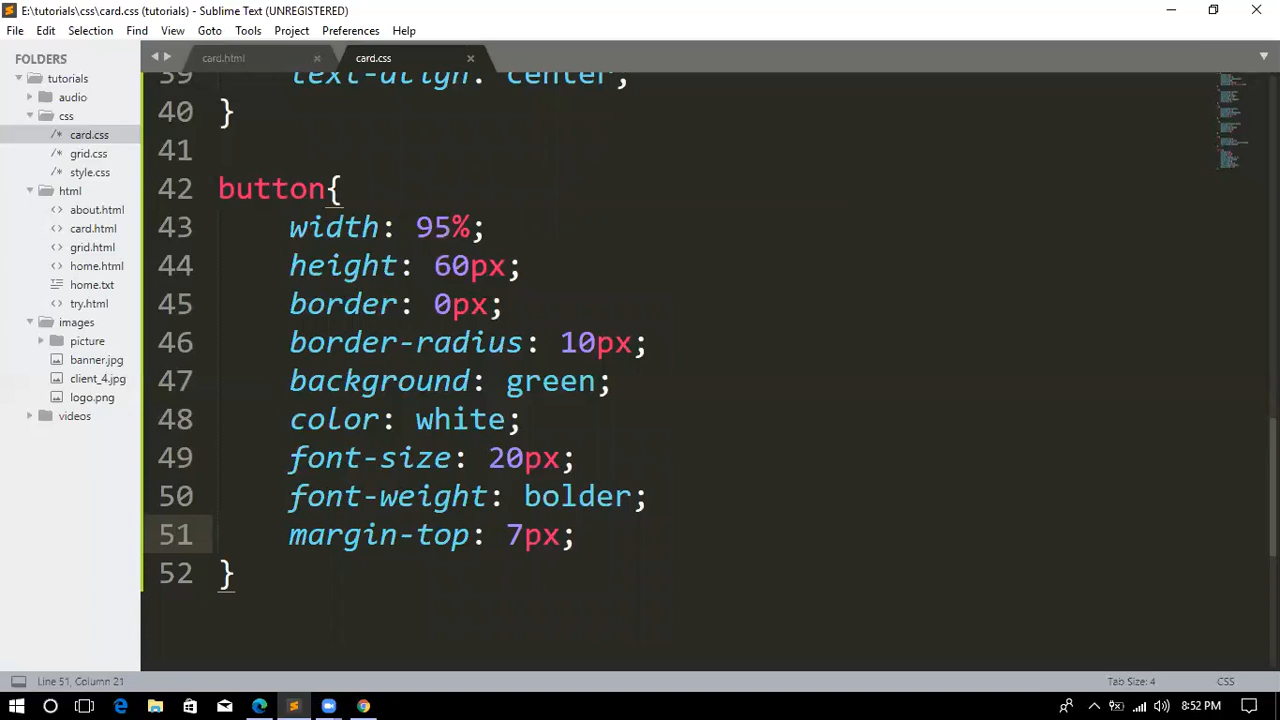 E:\tutorials\css\card.css (tutorials) - Sublime Text (UNREGISTERED)
File Edit Selection Find View Goto Tools Project Preferences Help
FOLDERS
tutorials
audio
css
card.css
grid.css
style.css
html
about.html
card.html
grid.html
home.html
home.txt
try.html
images
picture
banner.jpg
client_4.jpg
logo.png
videos
card.html
card.css
39 text-align: center;
40 }
41
42 button{
43 width: 95%;
44 height: 60px;
45 border: 0px;
46 border-radius: 10px;
47 background: green;
48 color: white;
49 font-size: 20px;
50 font-weight: bolder;
51 margin-top: 7px;
52 }
Line 51, Column 21
Tab Size: 4
CSS
8:52 PM